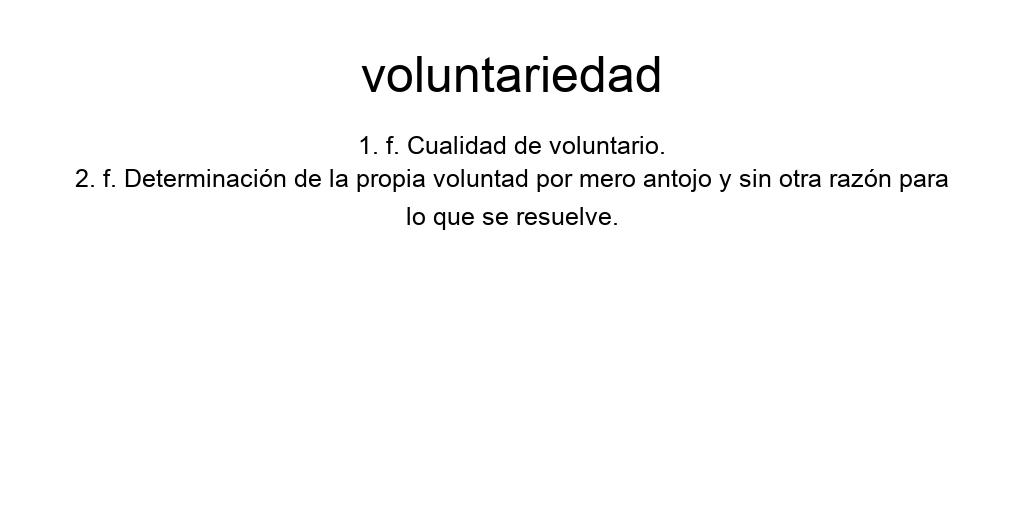 voluntariedad
1. f. Cualidad de voluntario.
2. f. Determinación de la propia voluntad por mero antojo y sin otra razón para
lo que se resuelve.